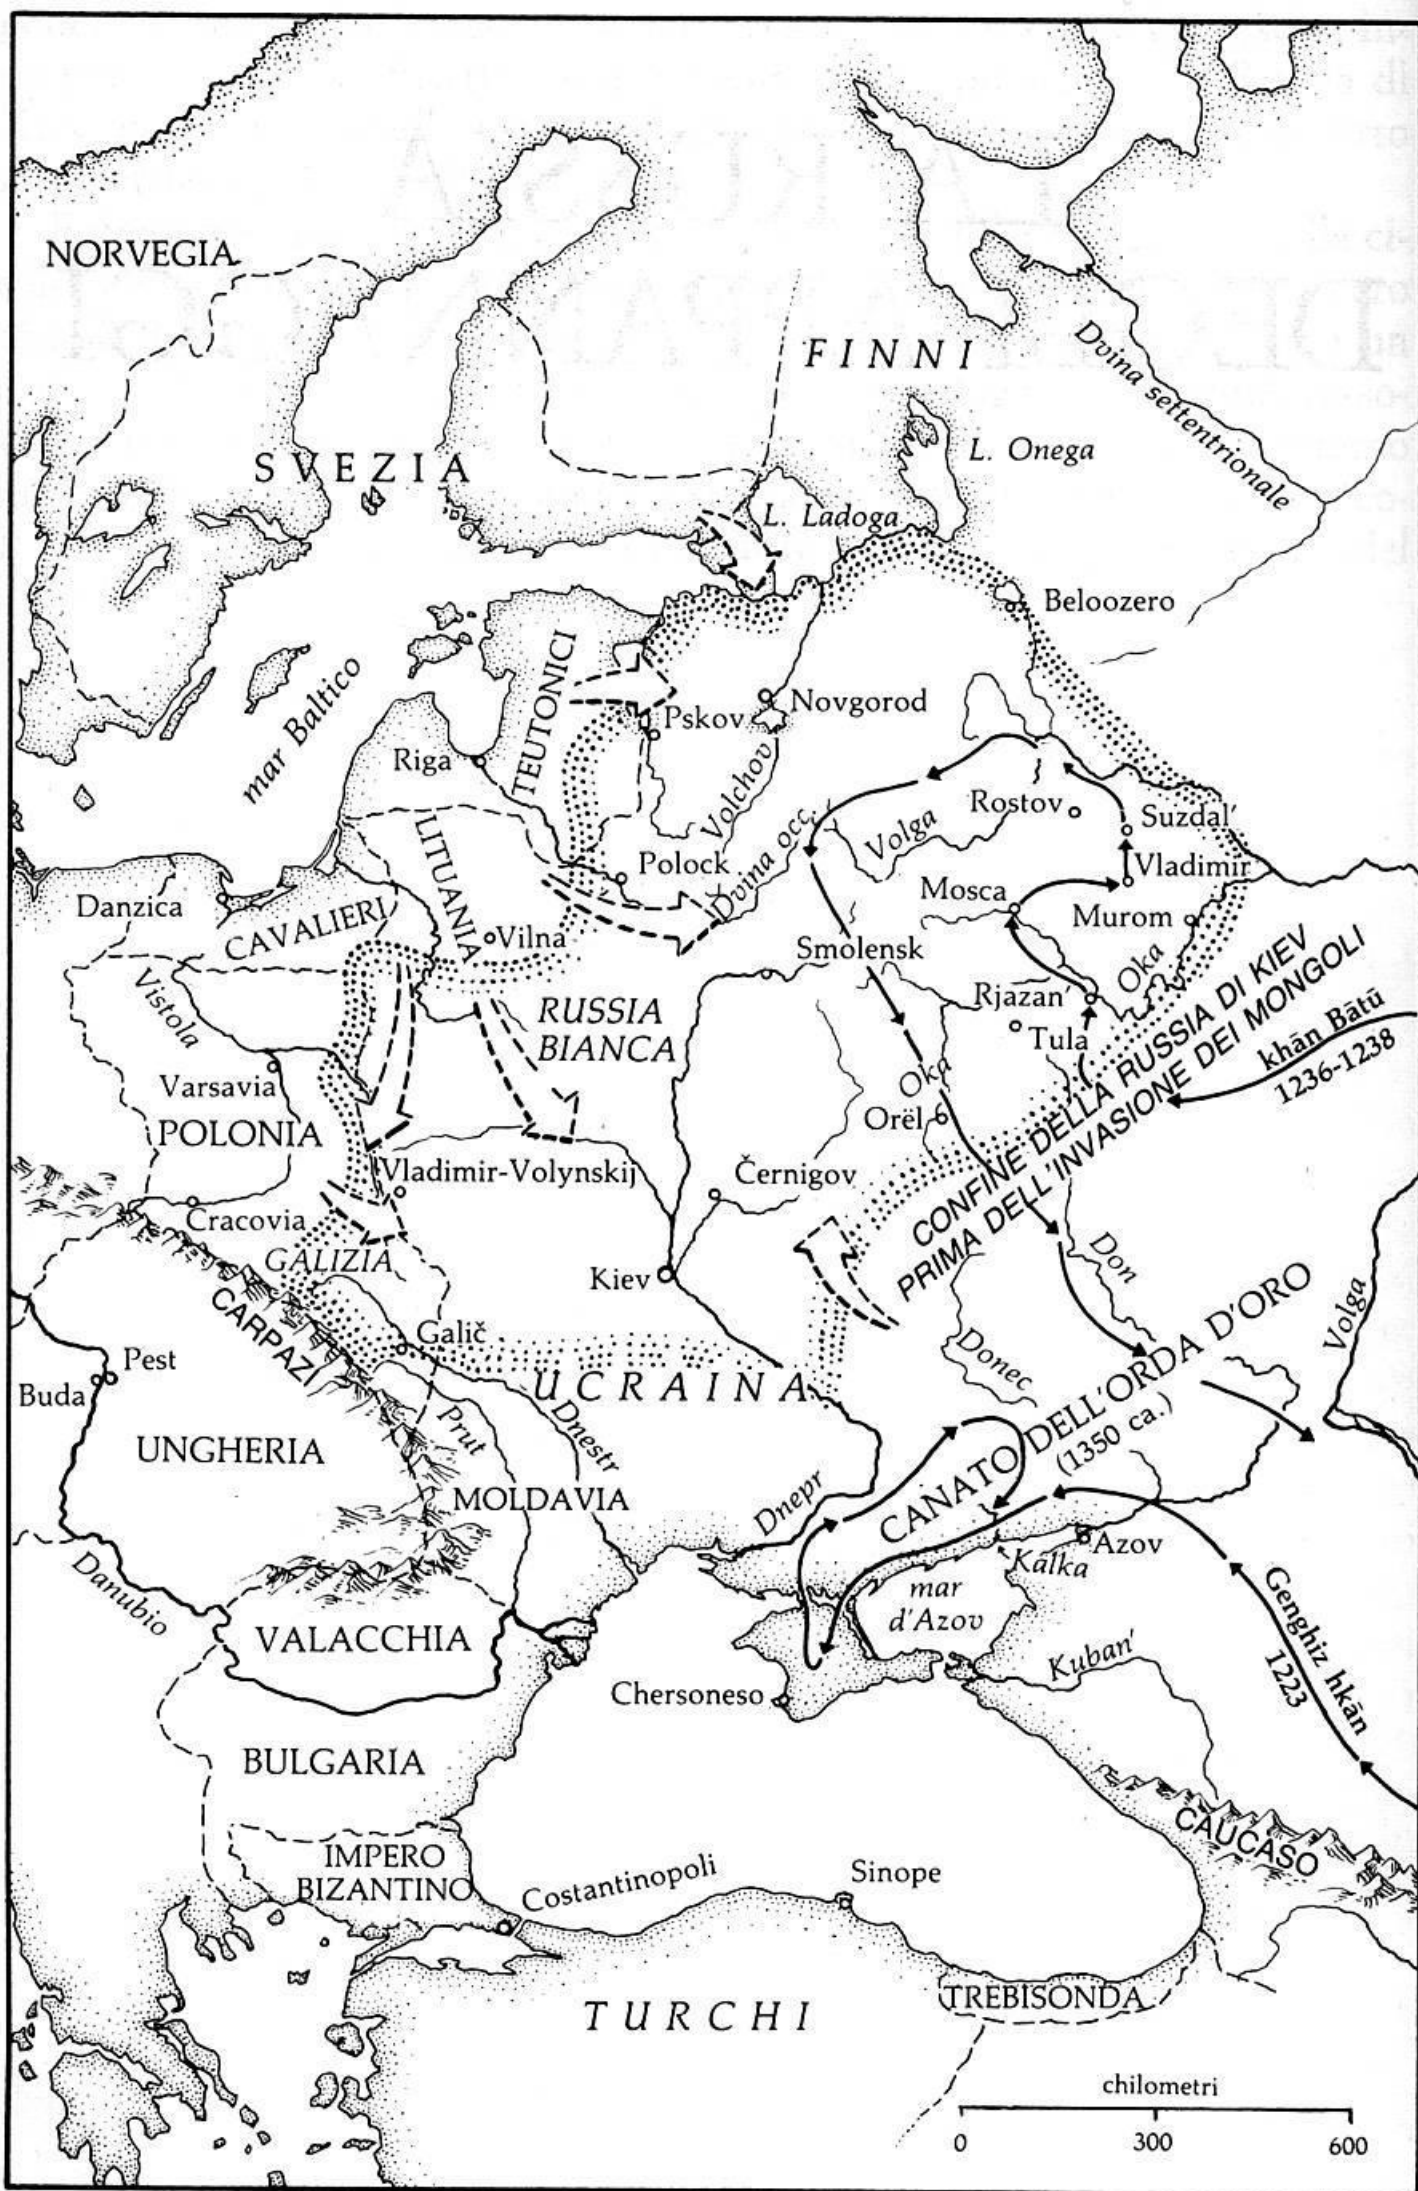 NORVEGIA
FINNI
Dvina settentrionale
SVEZIA
L. Onega
L. Ladoga
Beloozero
mar Baltico
TEUTONICI
Pskov
Novgorod
Riga
Volchov
Rostov
Suzdal'
LITUANIA
Volga
Polock
Dvina occ.
Vladimir
Danzica
CAVALIERI
Mosca
Murom
Vilna
Smolensk
Oka
Vistola
RUSSIA
BIANCA
Rjazan'
Tula
CONFINE DELLA RUSSIA DI KIEV
PRIMA DELL'INVASIONE DEI MONGOLI
khān Bātū
1236-1238
Varsavia
Oka
Orël
POLONIA
Vladimir-Volynskij
Černigov
Cracovia
GALIZIA
Kiev
Don
CARPAZI
Galič
Volga
Pest
Buda
UCRAINA
Donec
CANATO DELL'ORDA D'ORO
(1350 ca.)
Prut
Dnestr
UNGHERIA
MOLDAVIA
Dnepr
Azov
Kalka
Danubio
mar
d'Azov
Genghiz hkān
1223
VALACCHIA
Kuban'
Chersoneso
BULGARIA
CAUCASO
IMPERO
BIZANTINO
Costantinopoli
Sinope
TURCHI
TREBISONDA
chilometri
0 300 600